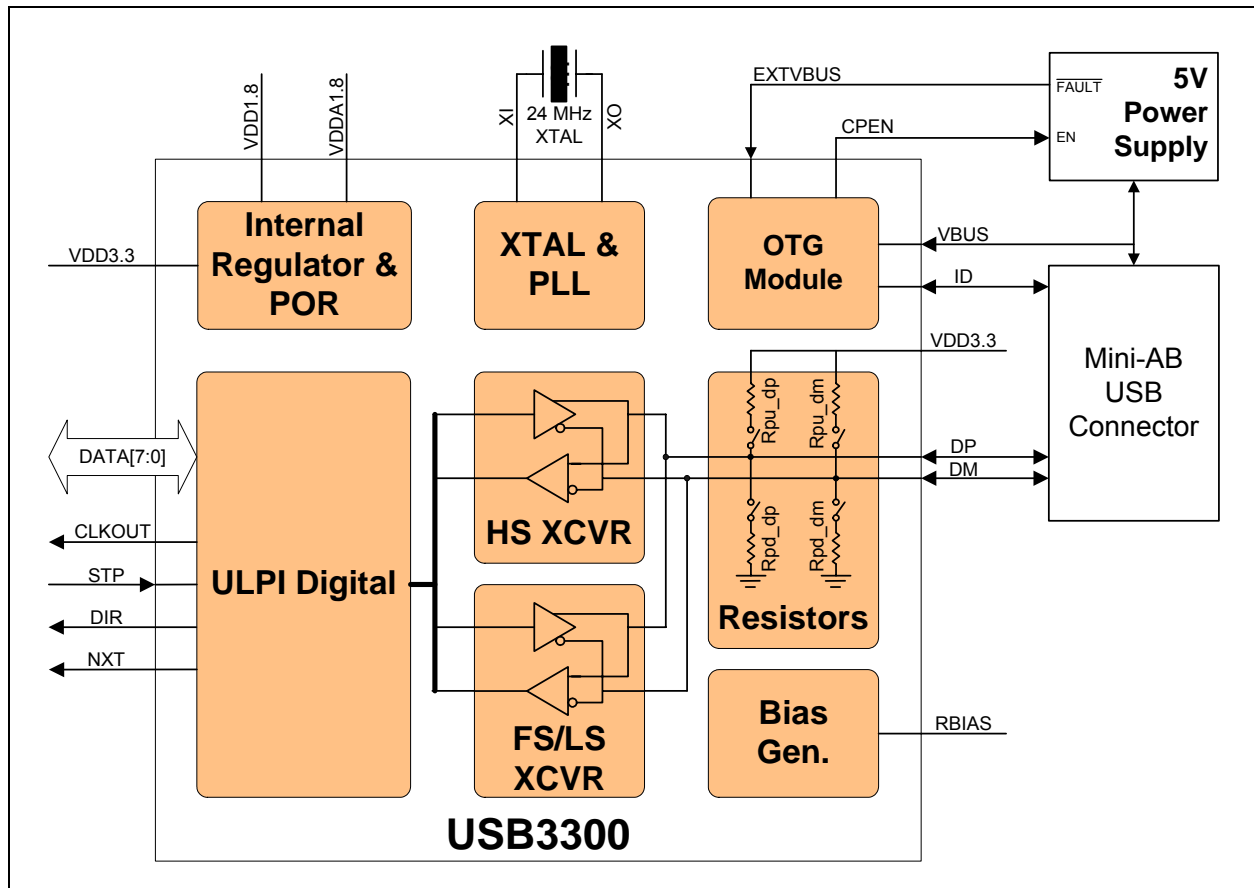 VDD1.8
VDDA1.8
XI
24 MHz
XTAL
XO
EXTVBUS
CPEN
FAULT
EN
5V
Power
Supply
VDD3.3
Internal
Regulator &
POR
XTAL &
PLL
OTG
Module
VBUS
ID
VDD3.3
Mini-AB
USB
Connector
DATA[7:0]
CLKOUT
STP
DIR
NXT
ULPI Digital
HS XCVR
FS/LS
XCVR
Rpu_dp
Rpu_dm
Rpd_dp
Rpd_dm
Resistors
DP
DM
Bias
Gen.
RBIAS
USB3300